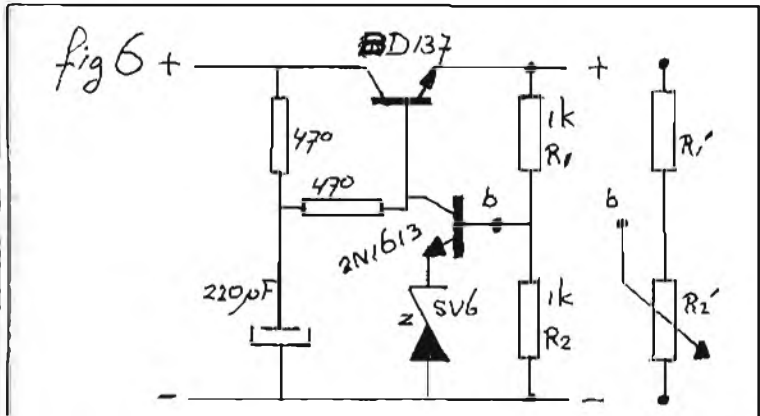 fig 6 +
BD137
+
470
1k
R1
R1'
470
b
b
2N1613
220µF
z
5V6
1k
R2
R2'
-
-